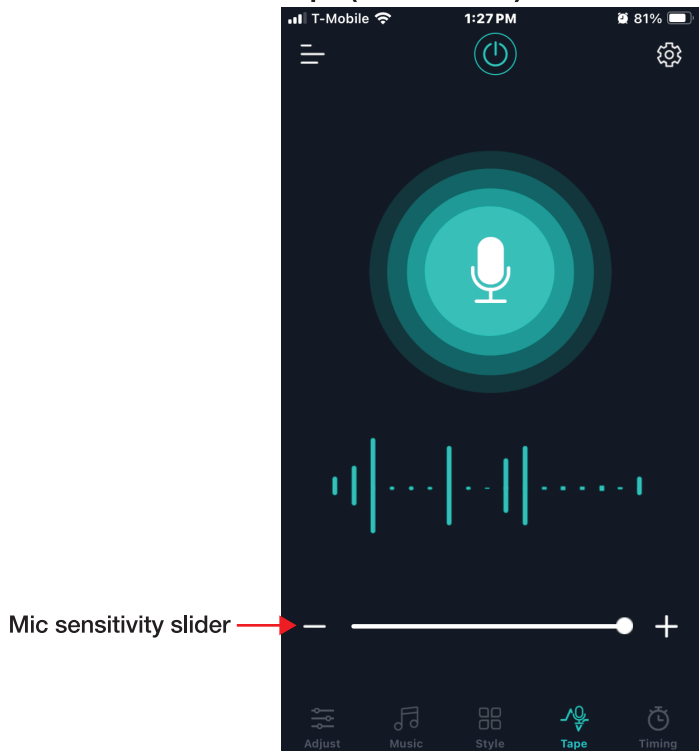 T-Mobile 1:27 PM 81%
Mic sensitivity slider
Adjust Music Style Tape Timing